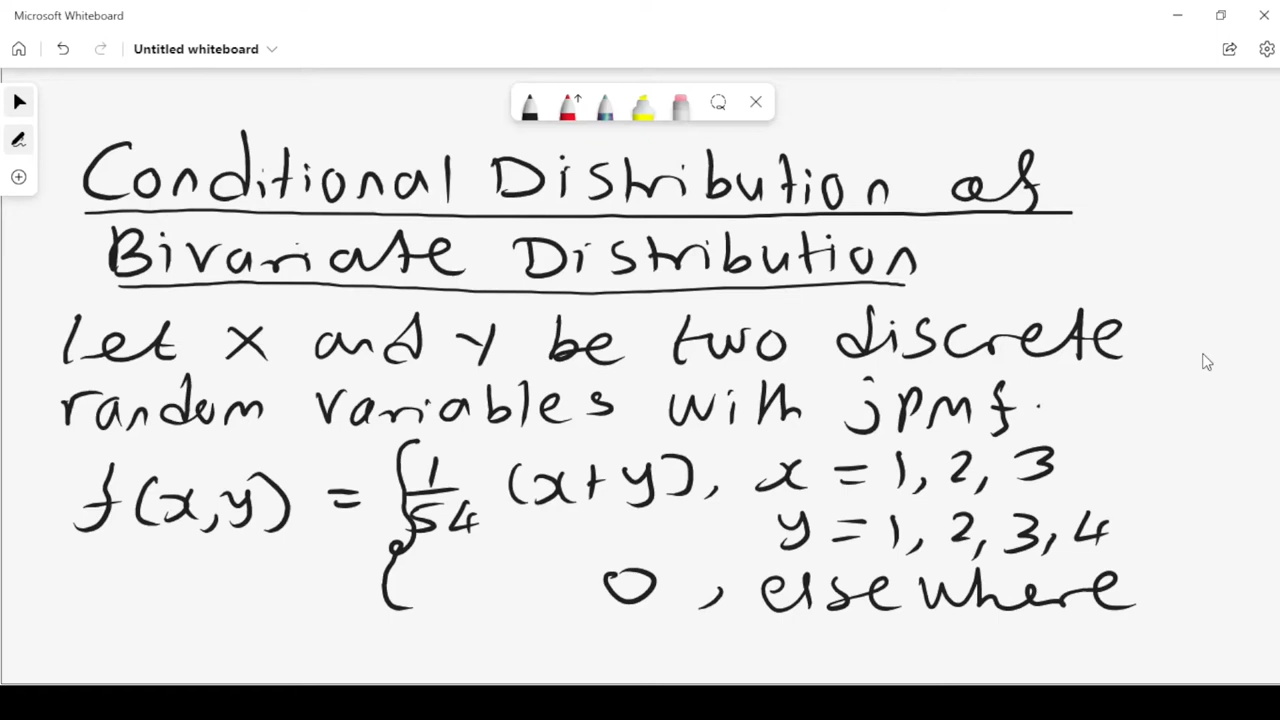 Microsoft Whiteboard
Untitled whiteboard
Conditional Distribution of
Bivariate Distribution
Let X and Y be two discrete
random variables with jpmf.
f(x,y) = { 1/54 (x+y), x = 1, 2, 3
y = 1, 2, 3, 4
0, elsewhere